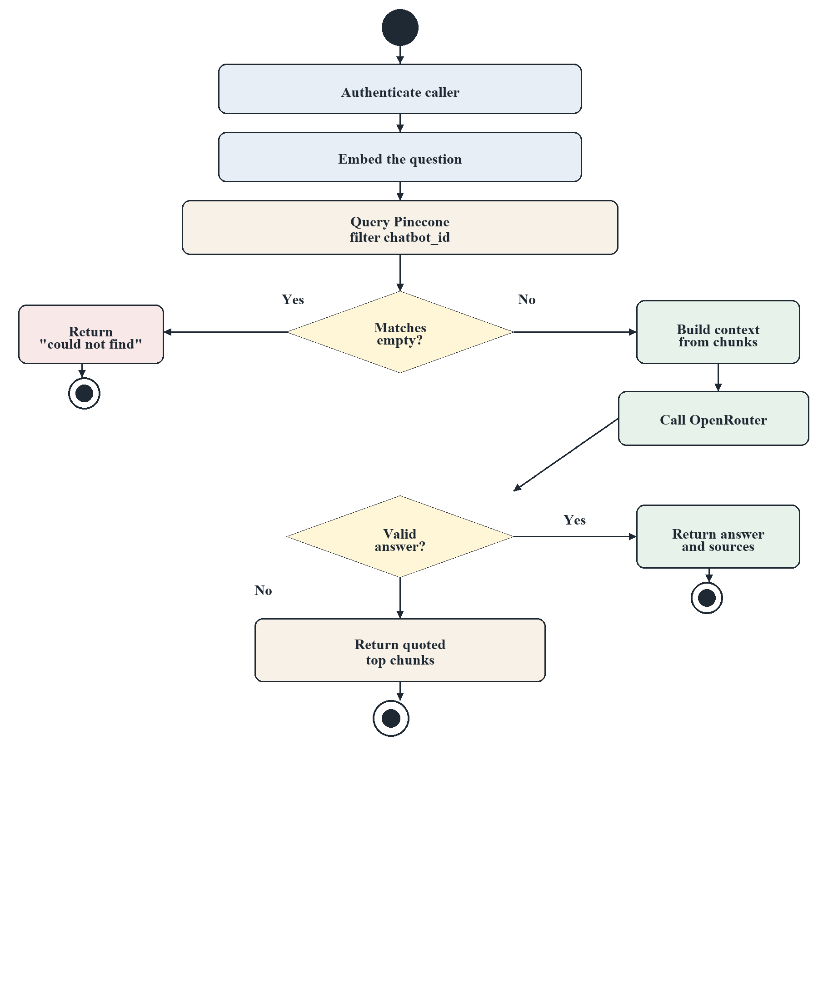 Authenticate caller
Embed the question
Query Pinecone
filter chatbot_id
Yes
No
Return
"could not find"
Matches
empty?
Build context
from chunks
Call OpenRouter
Valid
answer?
Yes
Return answer
and sources
No
Return quoted
top chunks